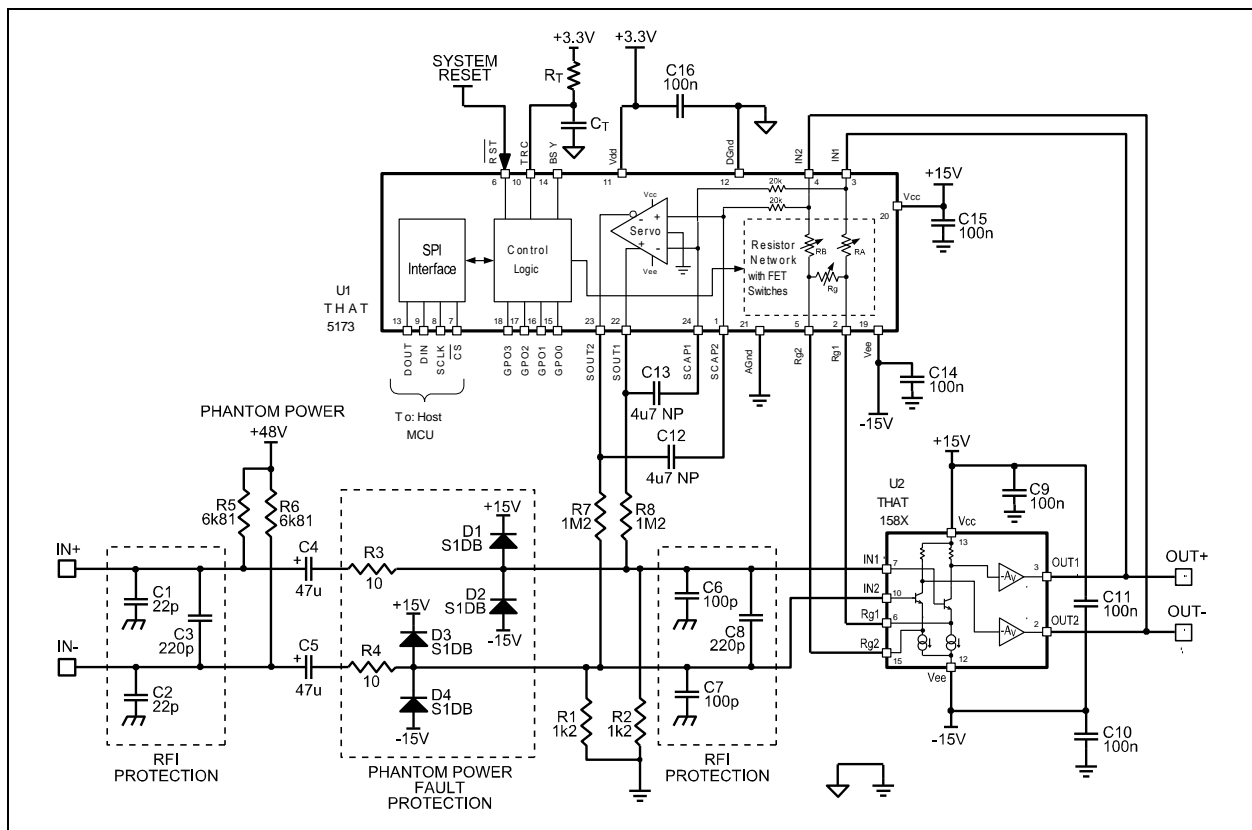 +3.3V
+3.3V
SYSTEM
RESET
RT
CT
C16
100n
RST
TRC
BSY
Vdd
DGnd
IN2
IN1
6
10
14
11
12
4
3
20k
20k
Vcc
20
+15V
C15
100n
SPI
Interface
Control
Logic
Vcc
Servo
Vee
- +
+ -
Resistor
Network
with FET
Switches
RB
RA
Rg
U1
THAT
5173
13
9
8
7
18
17
16
15
23
22
24
1
21
5
2
19
DOUT
DIN
SCLK
CS
GPO3
GPO2
GPO1
GPO0
SOUT2
SOUT1
SCAP1
SCAP2
AGnd
Rg2
Rg1
Vee
C14
100n
-15V
To: Host
MCU
C13
4u7 NP
C12
4u7 NP
PHANTOM POWER
+48V
R5
6k81
R6
6k81
R7
1M2
R8
1M2
+15V
D1
S1DB
D2
S1DB
-15V
+15V
D3
S1DB
D4
S1DB
-15V
IN+
IN-
C1
22p
C3
220p
C2
22p
RFI
PROTECTION
+
C4
47u
+
C5
47u
R3
10
R4
10
PHANTOM POWER
FAULT
PROTECTION
R1
1k2
R2
1k2
C6
100p
C8
220p
C7
100p
RFI
PROTECTION
+15V
C9
100n
U2
THAT
158X
Vcc
13
IN1
7
IN2
10
Rg1
6
Rg2
15
-AV
-AV
3
OUT1
2
OUT2
12
Vee
-15V
C11
100n
C10
100n
OUT+
OUT-